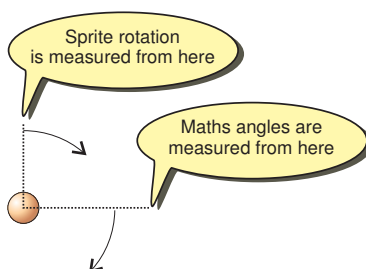 Sprite rotation
is measured from here
Maths angles are
measured from here